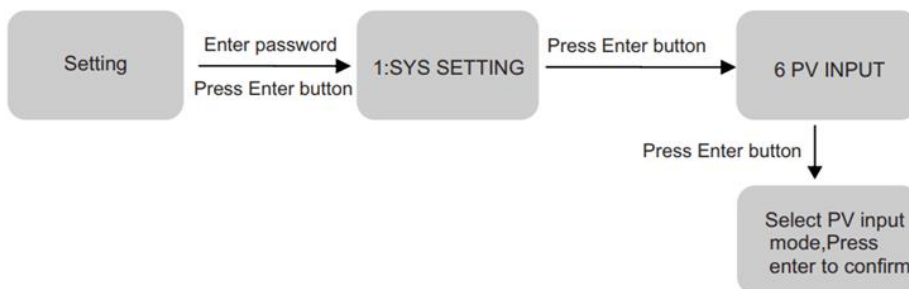 Setting
Enter password
Press Enter button
1:SYS SETTING
Press Enter button
6 PV INPUT
Press Enter button
Select PV input
mode,Press
enter to confirm